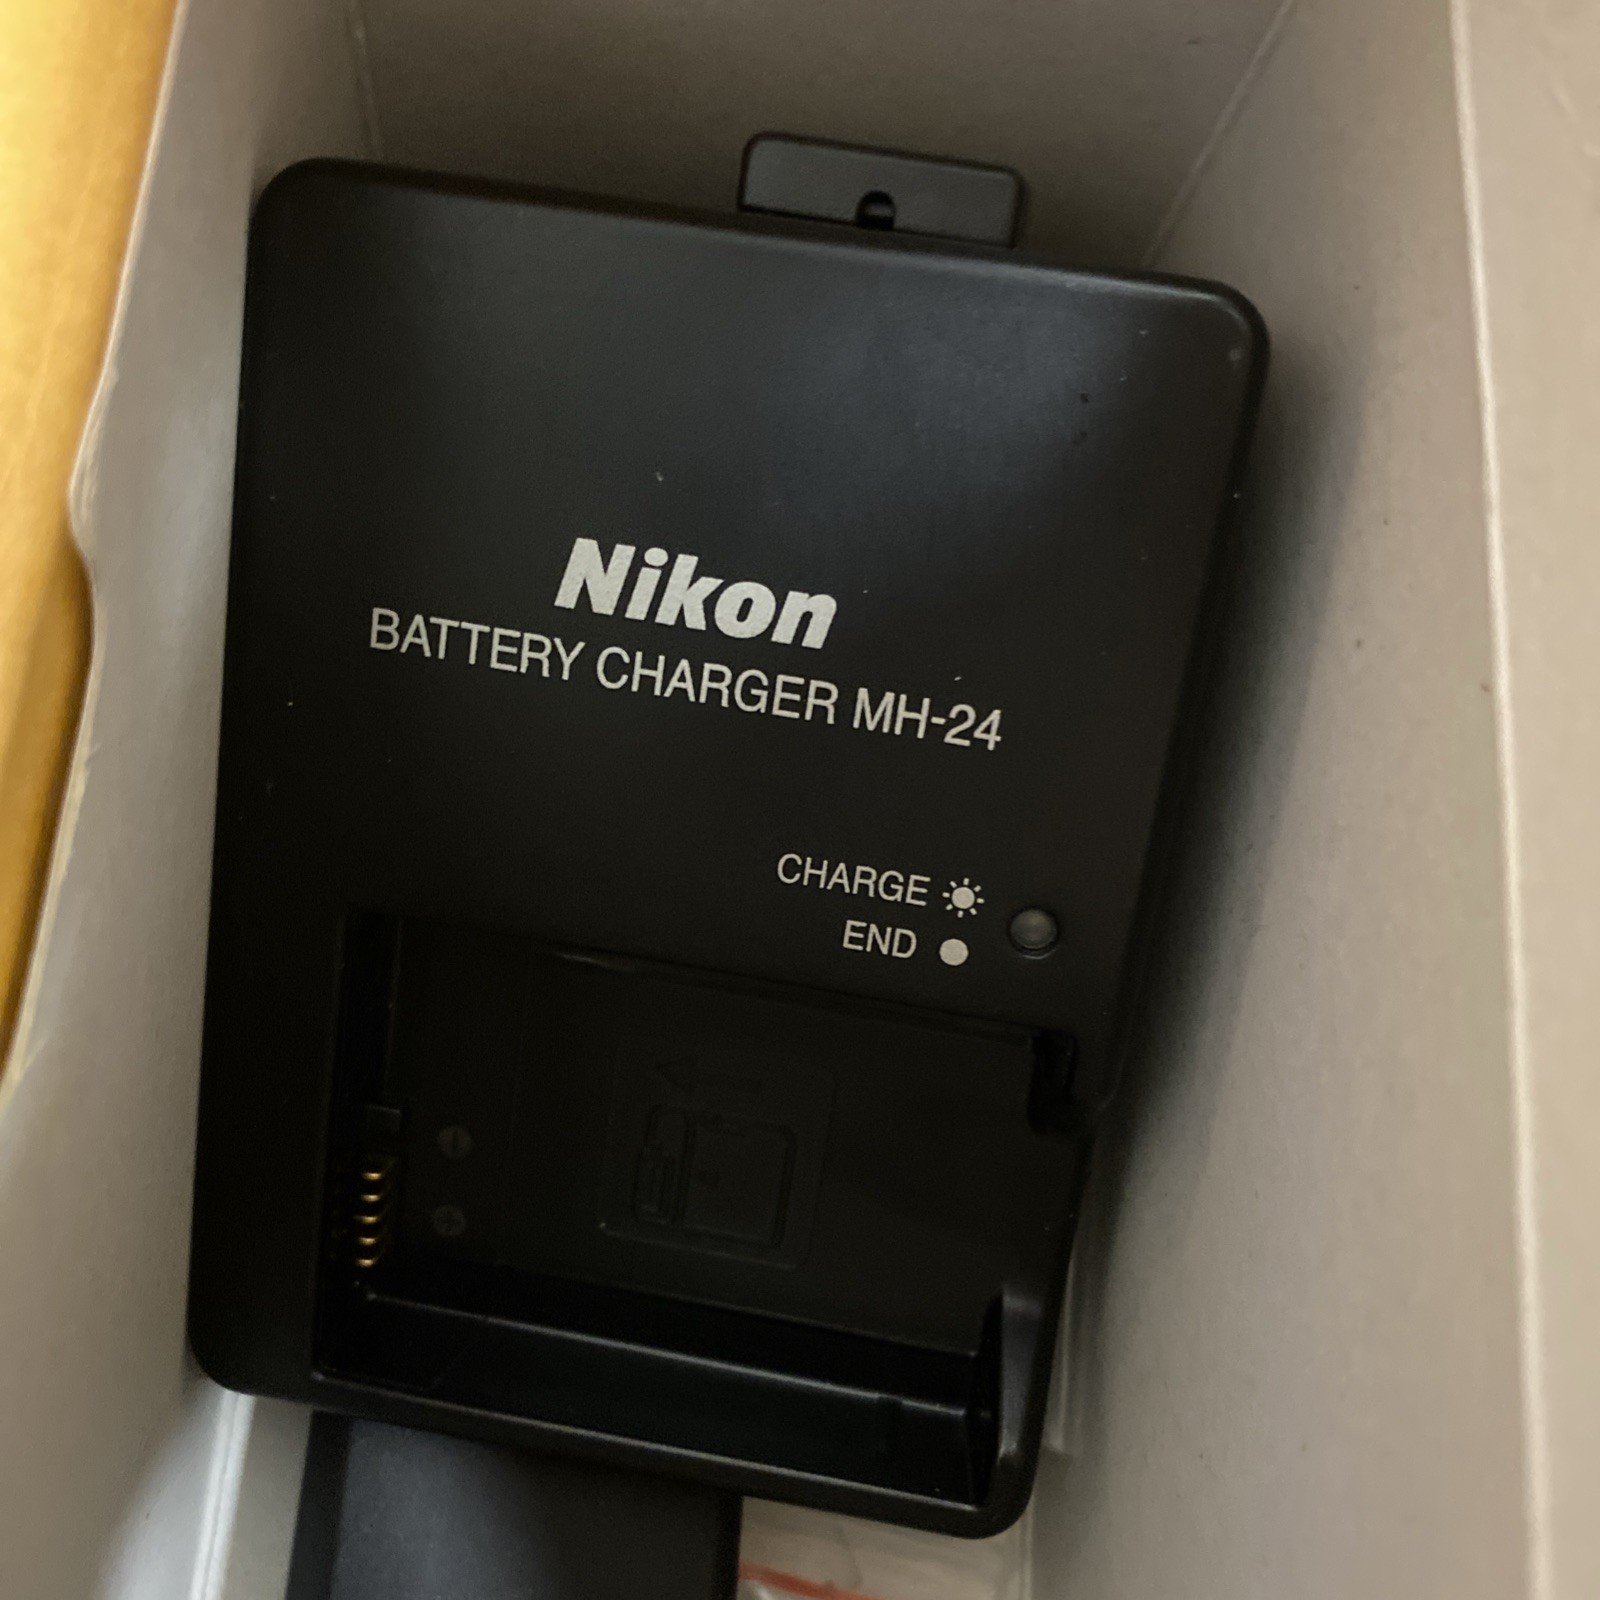 Nikon
BATTERY CHARGER MH-24
CHARGE
END